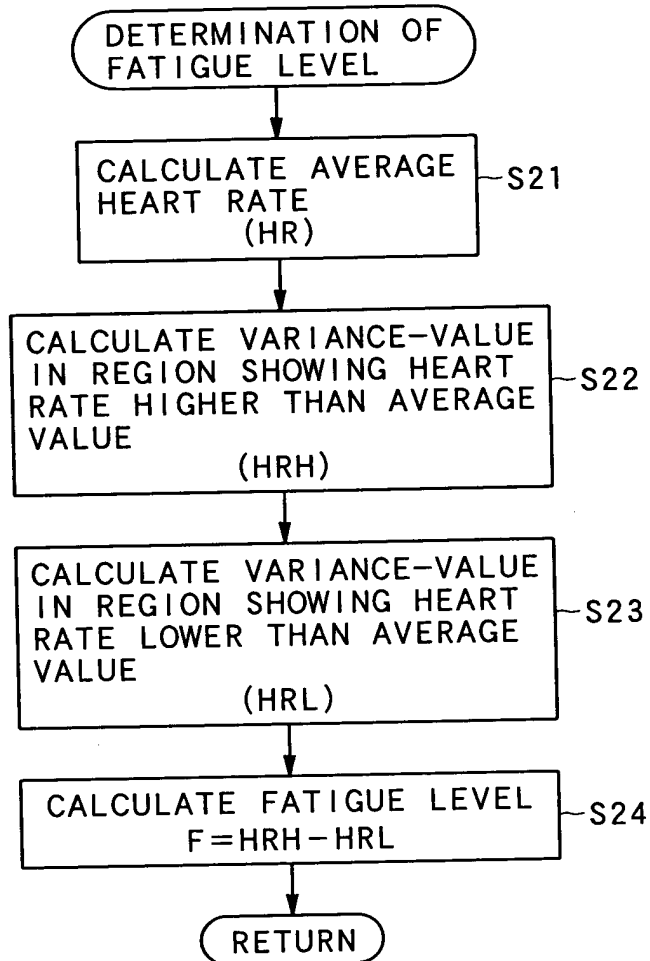 DETERMINATION OF
FATIGUE LEVEL
CALCULATE AVERAGE
HEART RATE
(HR)
S21
CALCULATE VARIANCE-VALUE
IN REGION SHOWING HEART
RATE HIGHER THAN AVERAGE
VALUE
(HRH)
S22
CALCULATE VARIANCE-VALUE
IN REGION SHOWING HEART
RATE LOWER THAN AVERAGE
VALUE
(HRL)
S23
CALCULATE FATIGUE LEVEL
F=HRH-HRL
S24
RETURN